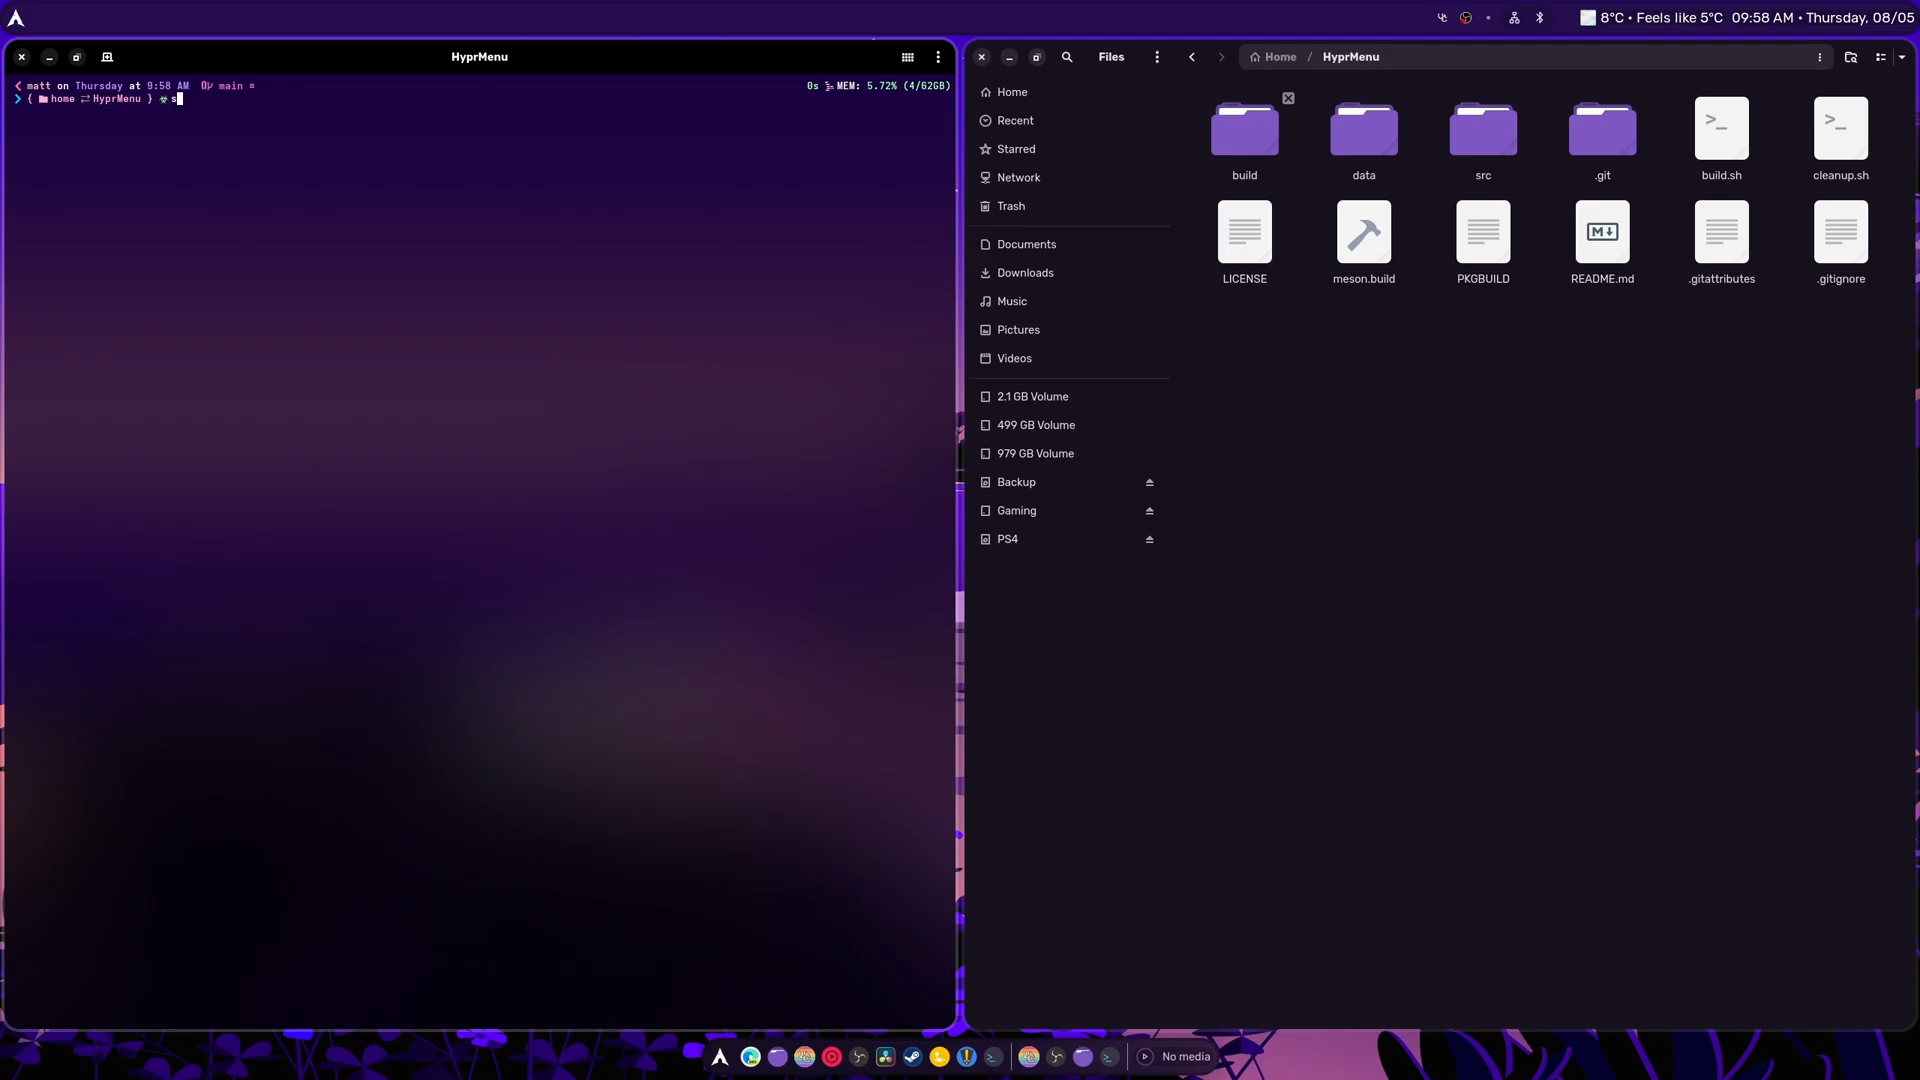 8°C • Feels like 5°C 09:58 AM • Thursday, 08/05
HyprMenu
matt on Thursday at 9:58 AM main ≡
0s MEM: 5.72% (4/62GB)
{ home ⇄ HyprMenu } s
Files
Home / HyprMenu
Home
Recent
Starred
Network
Trash
Documents
Downloads
Music
Pictures
Videos
2.1 GB Volume
499 GB Volume
979 GB Volume
Backup
Gaming
PS4
build
data
src
.git
>_
build.sh
>_
cleanup.sh
LICENSE
meson.build
PKGBUILD
M↓
README.md
.gitattributes
.gitignore
No media